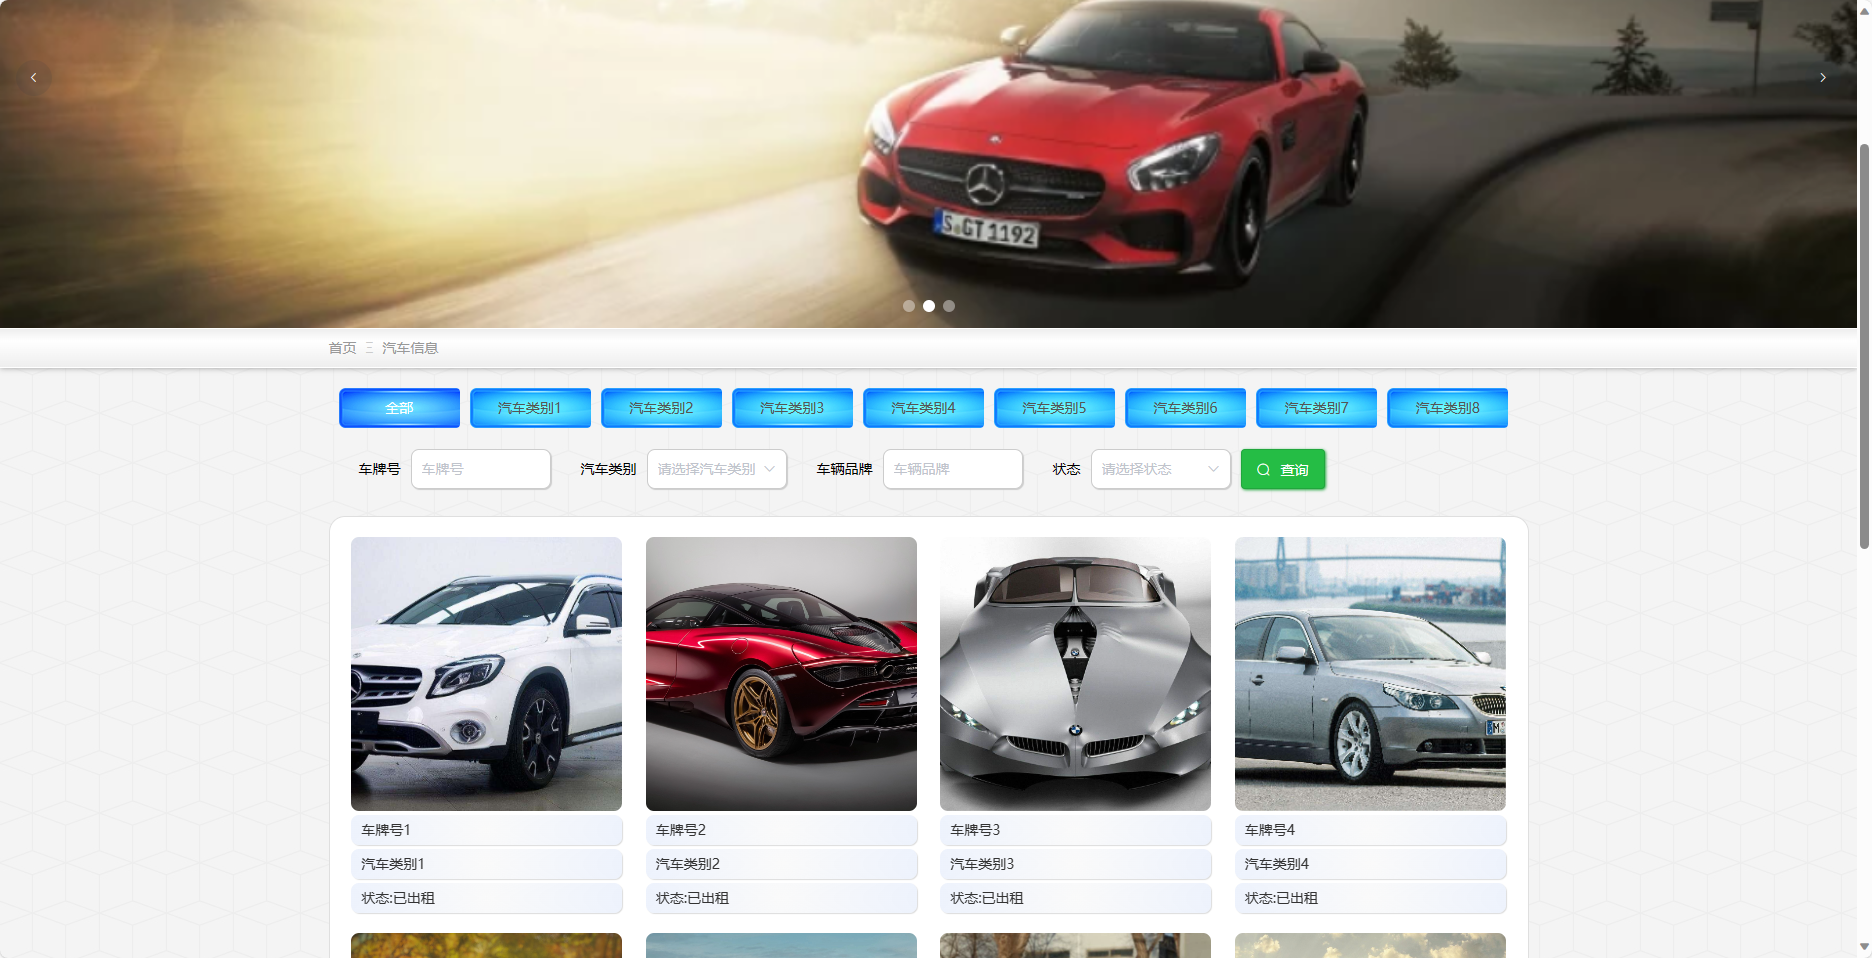 S GT 1192
首页 汽车信息
全部 汽车类别1 汽车类别2 汽车类别3 汽车类别4 汽车类别5 汽车类别6 汽车类别7 汽车类别8
车牌号 车牌号 汽车类别 请选择汽车类别 车辆品牌 车辆品牌 状态 请选择状态 查询
车牌号1 车牌号2 车牌号3 车牌号4
汽车类别1 汽车类别2 汽车类别3 汽车类别4
状态:已出租 状态:已出租 状态:已出租 状态:已出租